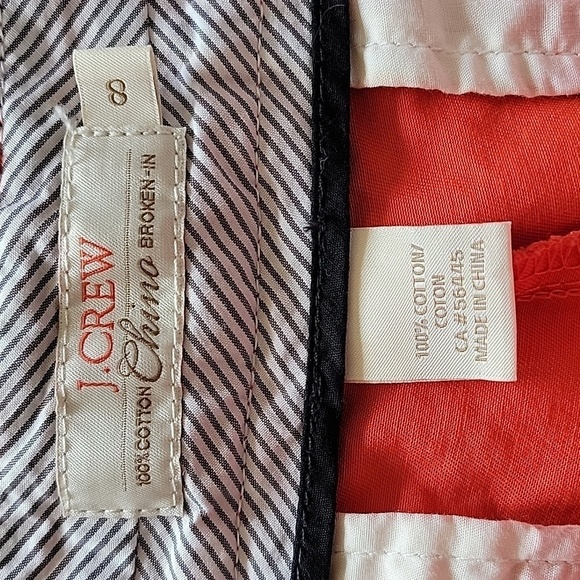 8
J.CREW
100% COTTON Chino BROKEN-IN
100% COTTON/
COTON
CA#56445
MADE IN CHINA